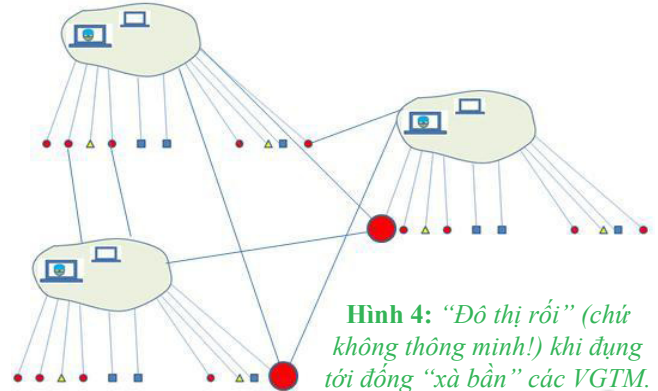 Hình 4: “Đô thị rối” (chứ
không thông minh!) khi đụng
tới đống “xà bần” các VGTM.